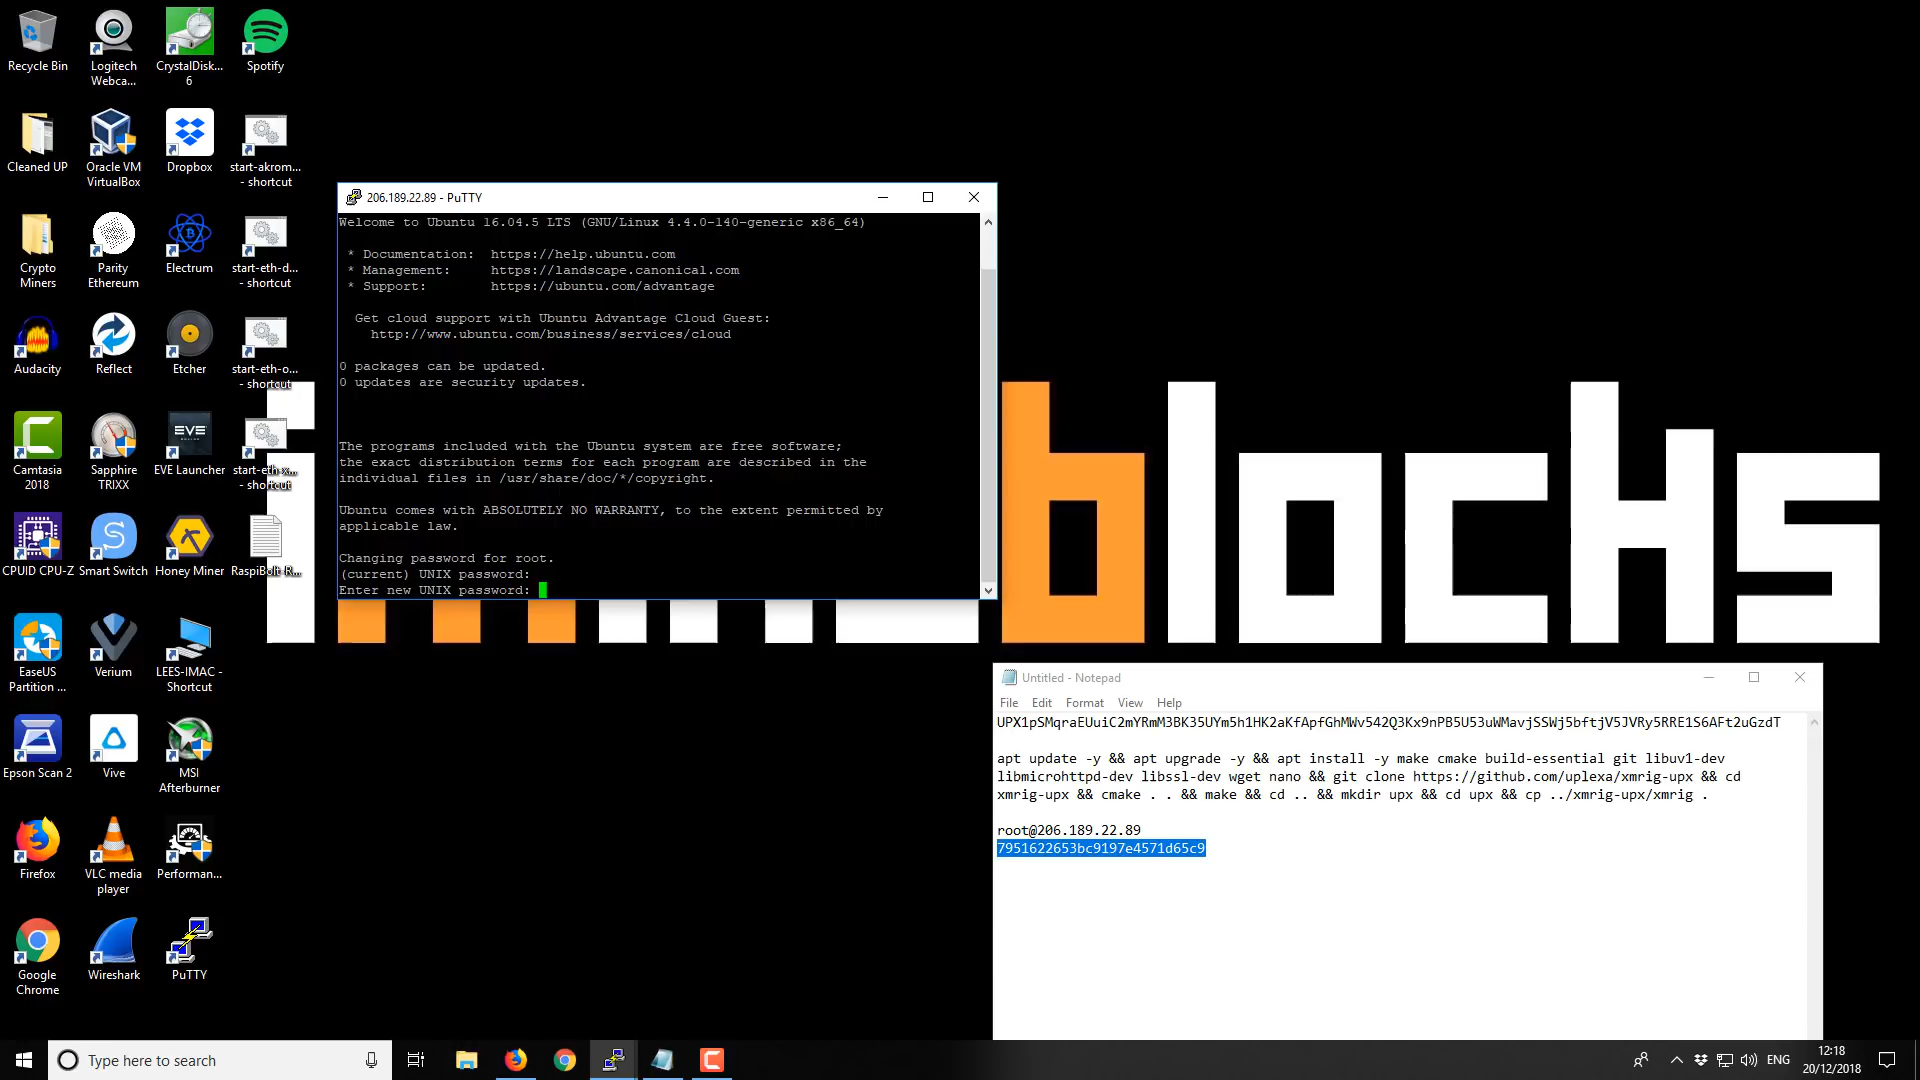 Recycle Bin
Logitech Webca...
CrystalDisk... 6
Spotify
Cleaned UP
Oracle VM VirtualBox
Dropbox
start-akrom... - shortcut
Crypto Miners
Parity Ethereum
Electrum
start-eth-d... - shortcut
Audacity
Reflect
Etcher
start-eth-o... - shortcut
Camtasia 2018
Sapphire TRIXX
EVE Launcher
start-eth-x... - shortcut
CPUID CPU-Z
Smart Switch
Honey Miner
RaspiBolt-R...
EaseUS Partition ...
Verium
LEES-IMAC - Shortcut
Epson Scan 2
Vive
MSI Afterburner
Firefox
VLC media player
Performan...
Google Chrome
Wireshark
PuTTY
EVE
206.189.22.89 - PuTTY
Welcome to Ubuntu 16.04.5 LTS (GNU/Linux 4.4.0-140-generic x86_64)
* Documentation: https://help.ubuntu.com
* Management: https://landscape.canonical.com
* Support: https://ubuntu.com/advantage
Get cloud support with Ubuntu Advantage Cloud Guest:
http://www.ubuntu.com/business/services/cloud
0 packages can be updated.
0 updates are security updates.
The programs included with the Ubuntu system are free software;
the exact distribution terms for each program are described in the
individual files in /usr/share/doc/*/copyright.
Ubuntu comes with ABSOLUTELY NO WARRANTY, to the extent permitted by
applicable law.
Changing password for root.
(current) UNIX password:
Enter new UNIX password:
blocks
Untitled - Notepad
File Edit Format View Help
UPX1pSMqraEUuiC2mYRmM3BK35UYm5h1HK2aKfApfGhMWv542Q3Kx9nPB5U53uWMavjSSWj5bftjV5JVRy5RRE1S6AFt2uGzdT
apt update -y && apt upgrade -y && apt install -y make cmake build-essential git libuv1-dev
libmicrohttpd-dev libssl-dev wget nano && git clone https://github.com/uplexa/xmrig-upx && cd
xmrig-upx && cmake . . && make && cd .. && mkdir upx && cd upx && cp ../xmrig-upx/xmrig .
root@206.189.22.89
7951622653bc9197e4571d65c9
Type here to search
ENG
12:18
20/12/2018